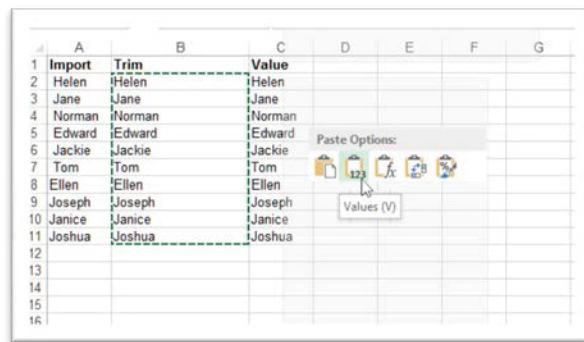 A B C D E F G
1 Import Trim Value
2 Helen Helen Helen
3 Jane Jane Jane
4 Norman Norman Norman
5 Edward Edward Edward
6 Jackie Jackie Jackie
7 Tom Tom Tom
8 Ellen Ellen Ellen
9 Joseph Joseph Joseph
10 Janice Janice Janice
11 Joshua Joshua Joshua
12
13
14
15
16
Paste Options:
123 fx %
Values (V)